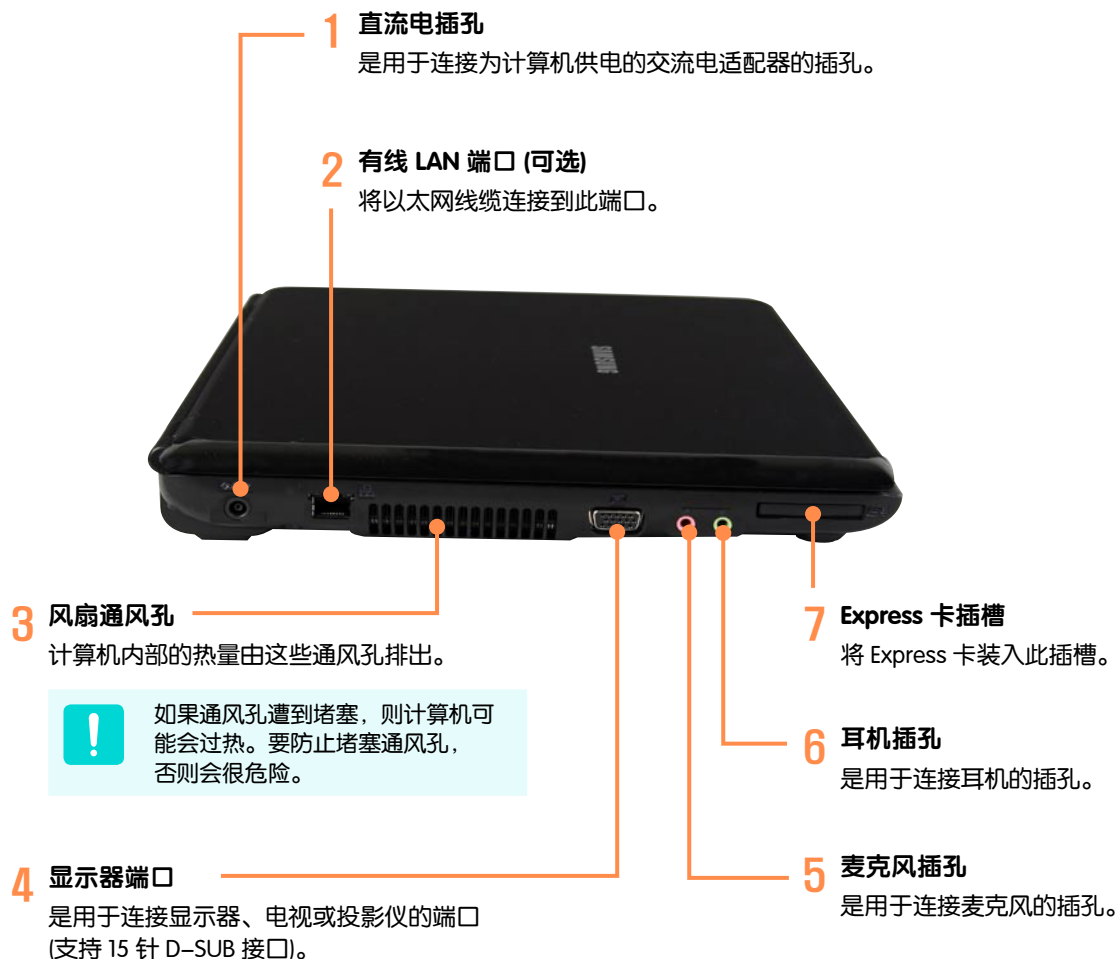 1 直流电插孔
是用于连接为计算机供电的交流电适配器的插孔。
2 有线 LAN 端口 (可选)
将以太网线缆连接到此端口。
SAMSUNG
3 风扇通风孔
计算机内部的热量由这些通风孔排出。
! 如果通风孔遭到堵塞，则计算机可
能会过热。要防止堵塞通风孔，
否则会很危险。
4 显示器端口
是用于连接显示器、电视或投影仪的端口
(支持 15 针 D-SUB 接口)。
7 Express 卡插槽
将 Express 卡装入此插槽。
6 耳机插孔
是用于连接耳机的插孔。
5 麦克风插孔
是用于连接麦克风的插孔。